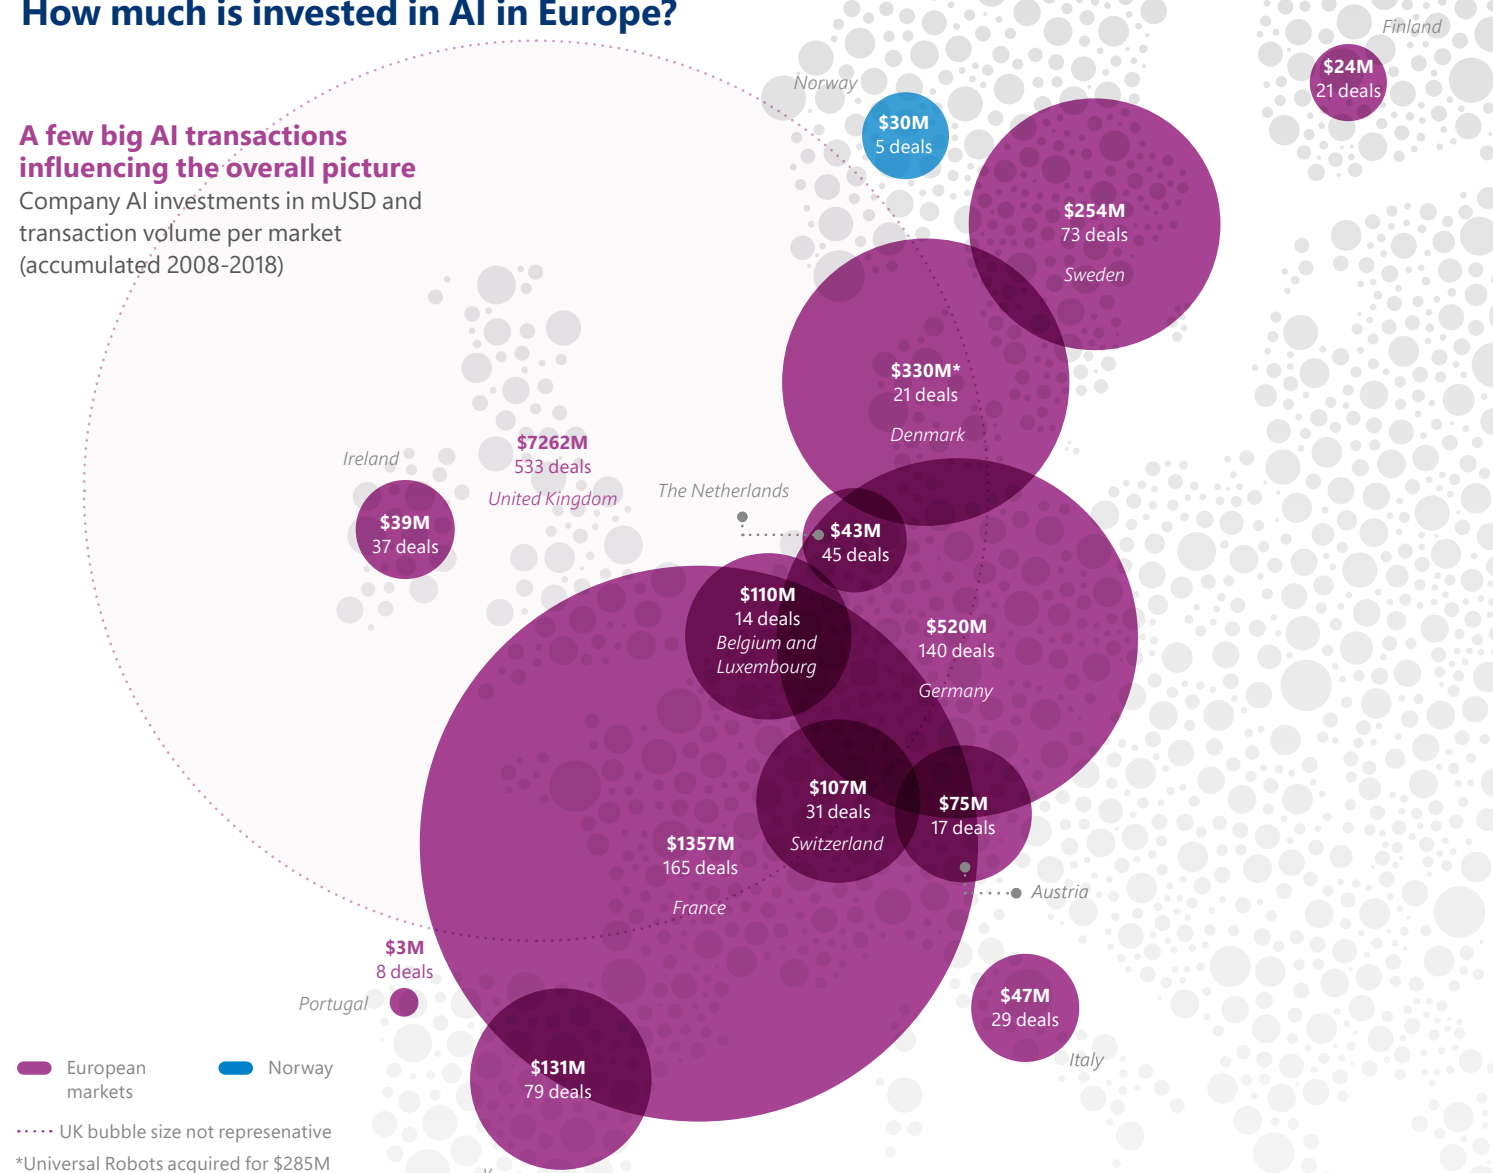 How much is invested in AI in Europe?
A few big AI transactions
influencing the overall picture
Company AI investments in mUSD and
transaction volume per market
(accumulated 2008-2018)
Finland
$24M
21 deals
Norway
$30M
5 deals
$254M
73 deals
Sweden
$330M*
21 deals
Denmark
Ireland
$39M
37 deals
$7262M
533 deals
United Kingdom
The Netherlands
$43M
45 deals
$110M
14 deals
Belgium and
Luxembourg
$520M
140 deals
Germany
$107M
31 deals
Switzerland
$75M
17 deals
Austria
$1357M
165 deals
France
$3M
8 deals
Portugal
$47M
29 deals
Italy
$131M
79 deals
European
markets
Norway
UK bubble size not represenative
*Universal Robots acquired for $285M